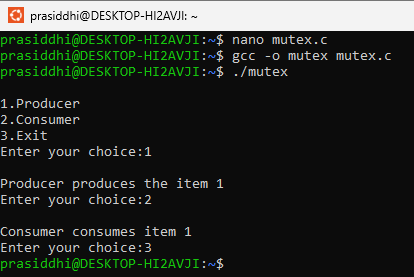 prasiddhi@DESKTOP-HI2AVJI: ~
prasiddhi@DESKTOP-HI2AVJI:~$ nano mutex.c
prasiddhi@DESKTOP-HI2AVJI:~$ gcc -o mutex mutex.c
prasiddhi@DESKTOP-HI2AVJI:~$ ./mutex
1.Producer
2.Consumer
3.Exit
Enter your choice:1
Producer produces the item 1
Enter your choice:2
Consumer consumes item 1
Enter your choice:3
prasiddhi@DESKTOP-HI2AVJI:~$